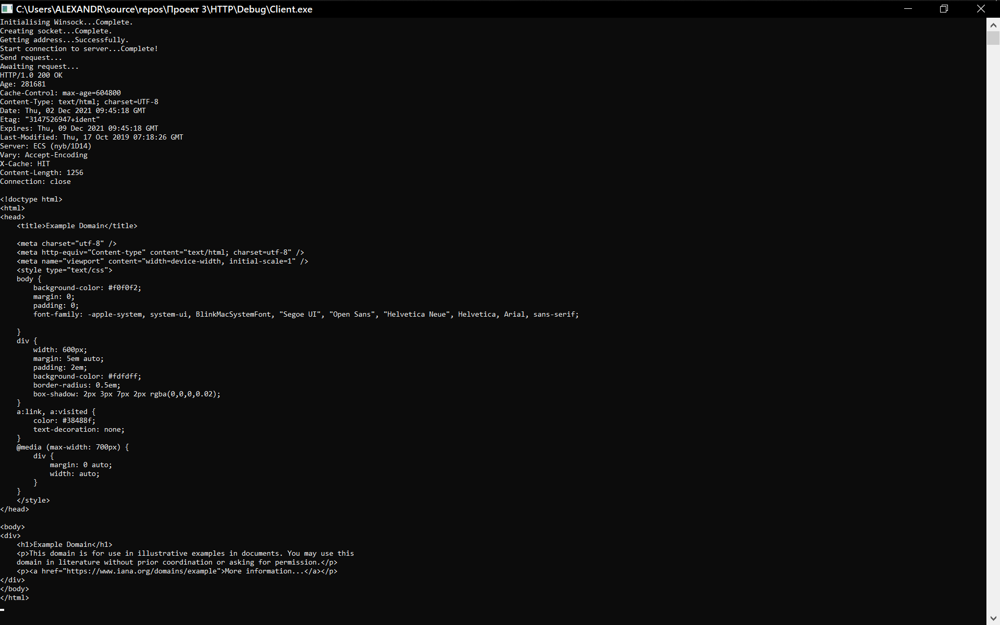 C:\Users\ALEXANDR\source\repos\Проект 3\HTTP\Debug\Client.exe
Initialising Winsock...Complete.
Creating socket...Complete.
Getting address...Successfully.
Start connection to server...Complete!
Send request...
Awaiting request...
HTTP/1.0 200 OK
Age: 281681
Cache-Control: max-age=604800
Content-Type: text/html; charset=UTF-8
Date: Thu, 02 Dec 2021 09:45:18 GMT
Etag: "3147526947+ident"
Expires: Thu, 09 Dec 2021 09:45:18 GMT
Last-Modified: Thu, 17 Oct 2019 07:18:26 GMT
Server: ECS (nyb/1D14)
Vary: Accept-Encoding
X-Cache: HIT
Content-Length: 1256
Connection: close

<!doctype html>
<html>
<head>
    <title>Example Domain</title>

    <meta charset="utf-8" />
    <meta http-equiv="Content-type" content="text/html; charset=utf-8" />
    <meta name="viewport" content="width=device-width, initial-scale=1" />
    <style type="text/css">
    body {
        background-color: #f0f0f2;
        margin: 0;
        padding: 0;
        font-family: -apple-system, system-ui, BlinkMacSystemFont, "Segoe UI", "Open Sans", "Helvetica Neue", Helvetica, Arial, sans-serif;

    }
    div {
        width: 600px;
        margin: 5em auto;
        padding: 2em;
        background-color: #fdfdff;
        border-radius: 0.5em;
        box-shadow: 2px 3px 7px 2px rgba(0,0,0,0.02);
    }
    a:link, a:visited {
        color: #38488f;
        text-decoration: none;
    }
    @media (max-width: 700px) {
        div {
            margin: 0 auto;
            width: auto;
        }
    }
    </style>
</head>

<body>
<div>
    <h1>Example Domain</h1>
    <p>This domain is for use in illustrative examples in documents. You may use this
    domain in literature without prior coordination or asking for permission.</p>
    <p><a href="https://www.iana.org/domains/example">More information...</a></p>
</div>
</body>
</html>